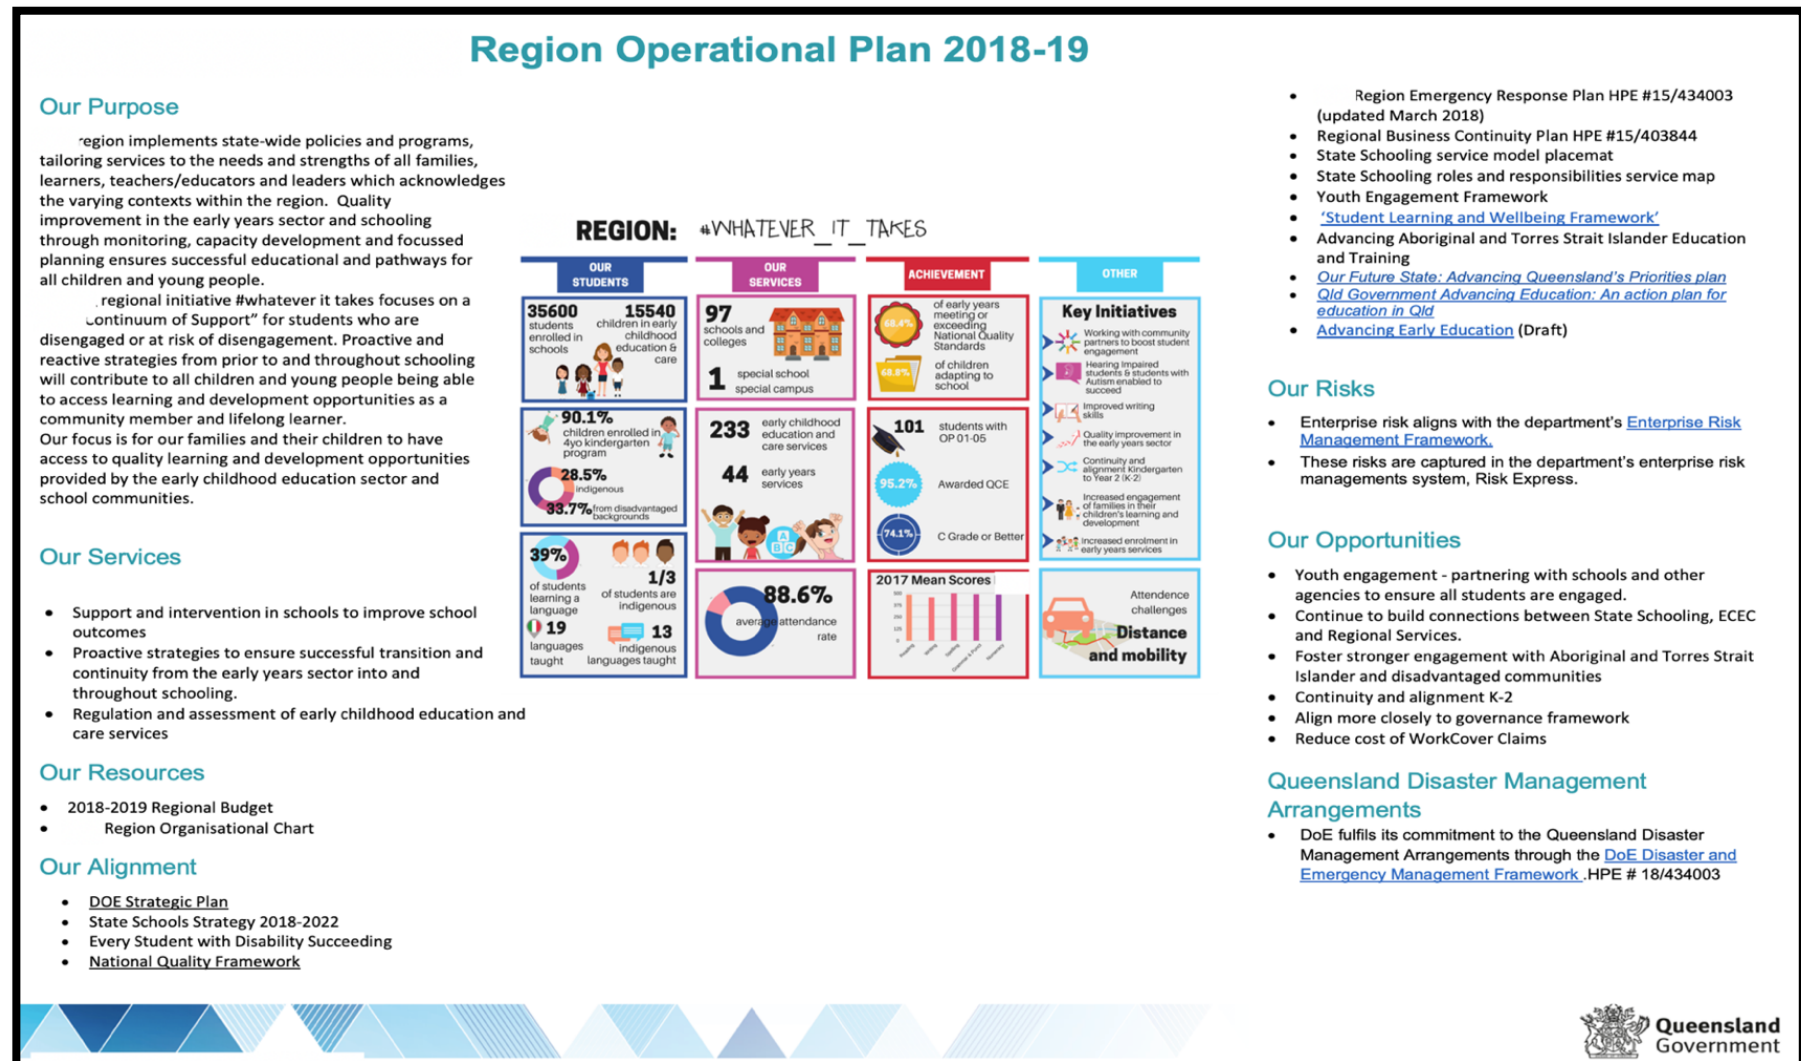 Region Operational Plan 2018-19
Our Purpose
region implements state-wide policies and programs,
tailoring services to the needs and strengths of all families,
learners, teachers/educators and leaders which acknowledges
the varying contexts within the region. Quality
improvement in the early years sector and schooling
through monitoring, capacity development and focussed
planning ensures successful educational and pathways for
all children and young people.
regional initiative #whatever it takes focuses on a
Continuum of Support" for students who are
disengaged or at risk of disengagement. Proactive and
reactive strategies from prior to and throughout schooling
will contribute to all children and young people being able
to access learning and development opportunities as a
community member and lifelong learner.
Our focus is for our families and their children to have
access to quality learning and development opportunities
provided by the early childhood education sector and
school communities.
Our Services
• Support and intervention in schools to improve school
outcomes
• Proactive strategies to ensure successful transition and
continuity from the early years sector into and
throughout schooling.
• Regulation and assessment of early childhood education and
care services
Our Resources
• 2018-2019 Regional Budget
• Region Organisational Chart
Our Alignment
• DOE Strategic Plan
• State Schools Strategy 2018-2022
• Every Student with Disability Succeeding
• National Quality Framework
REGION: #WHATEVER_IT_TAKES
OUR
STUDENTS
35600
students
enrolled in
schools
15540
children in early
childhood
education &
care
90.1%
children enrolled in
4yo kindergarten
program
28.5%
indigenous
33.7% from disadvantaged
backgrounds
39%
of students
learning a
language
1/3
of students are
indigenous
19
languages
taught
13
indigenous
languages taught
OUR
SERVICES
97
schools and
colleges
1 special school
special campus
233 early childhood
education and
care services
44 early years
services
A
B C
88.6%
average attendance
rate
ACHIEVEMENT
68.4%
of early years
meeting or
exceeding
National Quality
Standards
68.8%
of children
adapting to
school
101 students with
OP 01-05
95.2% Awarded QCE
74.1% C Grade or Better
2017 Mean Scores
500
375
250
125
0
Reading
Writing
Spelling
Grammar & Punct
Numeracy
OTHER
Key Initiatives
Working with community
partners to boost student
engagement
Hearing Impaired
students & students with
Autism enabled to
succeed
Improved writing
skills
Quality improvement in
the early years sector
Continuity and
alignment Kindergarten
to Year 2 (K-2)
Increased engagement
of families in their
children's learning and
development
Increased enrolment in
early years services
Attendence
challenges
Distance
and mobility
• Region Emergency Response Plan HPE #15/434003
(updated March 2018)
• Regional Business Continuity Plan HPE #15/403844
• State Schooling service model placemat
• State Schooling roles and responsibilities service map
• Youth Engagement Framework
• ‘Student Learning and Wellbeing Framework’
• Advancing Aboriginal and Torres Strait Islander Education
and Training
• Our Future State: Advancing Queensland's Priorities plan
• Qld Government Advancing Education: An action plan for
education in Qld
• Advancing Early Education (Draft)
Our Risks
• Enterprise risk aligns with the department's Enterprise Risk
Management Framework.
• These risks are captured in the department's enterprise risk
managements system, Risk Express.
Our Opportunities
• Youth engagement - partnering with schools and other
agencies to ensure all students are engaged.
• Continue to build connections between State Schooling, ECEC
and Regional Services.
• Foster stronger engagement with Aboriginal and Torres Strait
Islander and disadvantaged communities
• Continuity and alignment K-2
• Align more closely to governance framework
• Reduce cost of WorkCover Claims
Queensland Disaster Management
Arrangements
• DoE fulfils its commitment to the Queensland Disaster
Management Arrangements through the DoE Disaster and
Emergency Management Framework .HPE # 18/434003
Queensland
Government